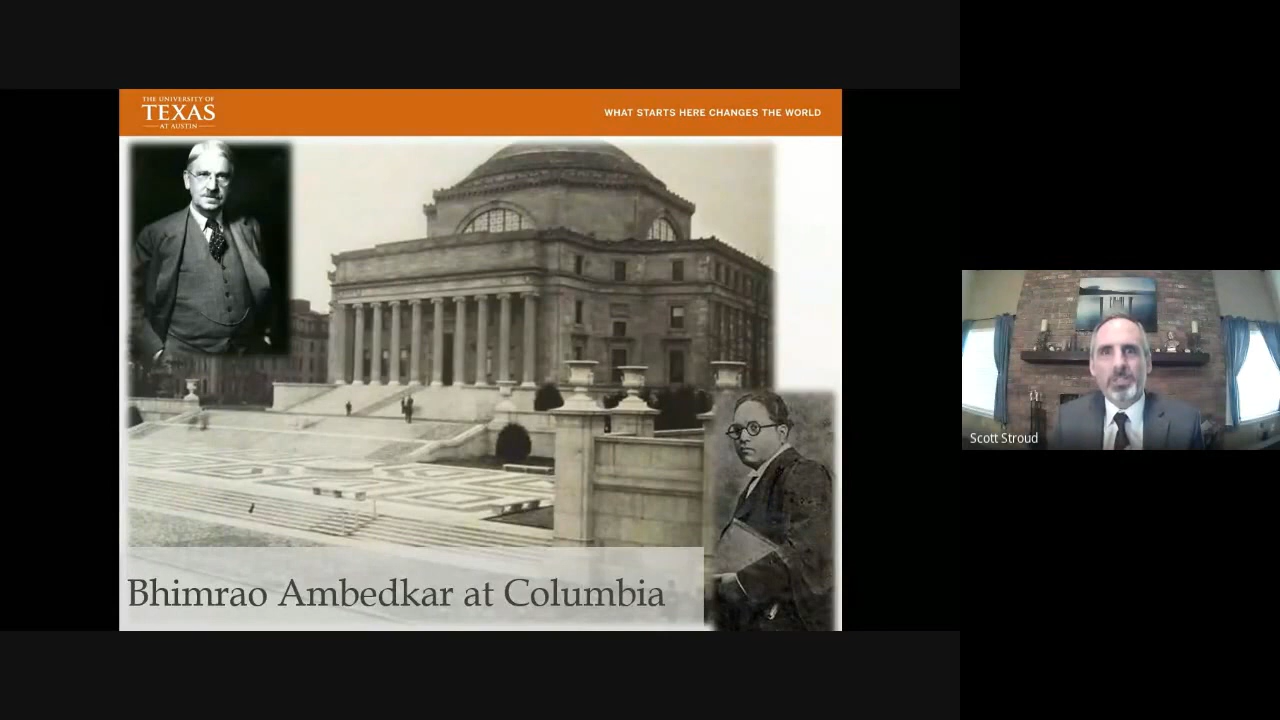 THE UNIVERSITY OF
TEXAS
AT AUSTIN
WHAT STARTS HERE CHANGES THE WORLD
Bhimrao Ambedkar at Columbia
Scott Stroud